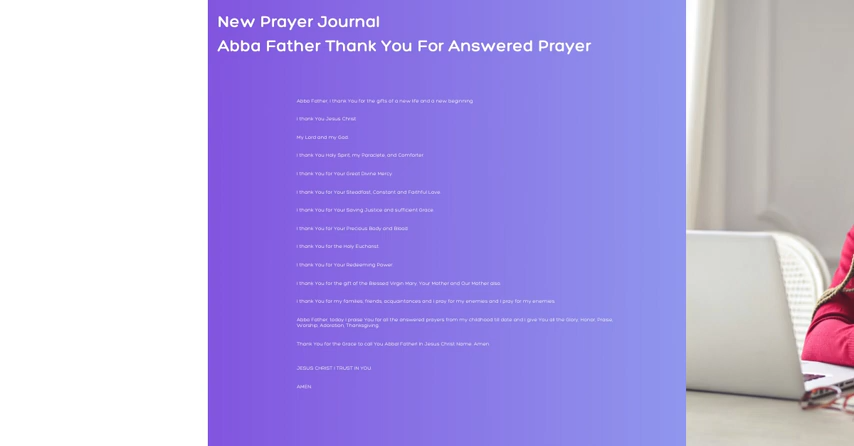 New Prayer Journal
Abba Father Thank You For Answered Prayer
Abba Father, I thank You for the gifts of a new life and a new beginning.
I thank You Jesus Christ
My Lord and my God.
I thank You Holy Spirit, my Paraclete, and Comforter.
I thank You for Your Great Divine Mercy
I thank You for Your Steadfast, Constant and Faithful Love.
I thank You for Your Saving Justice and sufficient Grace.
I thank You for Your Precious Body and Blood.
I thank You for the Holy Eucharist.
I thank You for Your Redeeming Power.
I thank You for the gift of the Blessed Virgin Mary, Your Mother and Our Mother also.
I thank You for my families, friends, acquaintances and I pray for my enemies and I pray for my enemies.
Abba Father, today I praise You for all the answered prayers from my childhood to date and I give You all the Glory, Honor, Praise,
Worship, Adoration, Thanksgiving.
Thank You for the Grace to call You Abba! Father! in Jesus Christ Name. Amen.
JESUS CHRIST I TRUST IN YOU
AMEN.